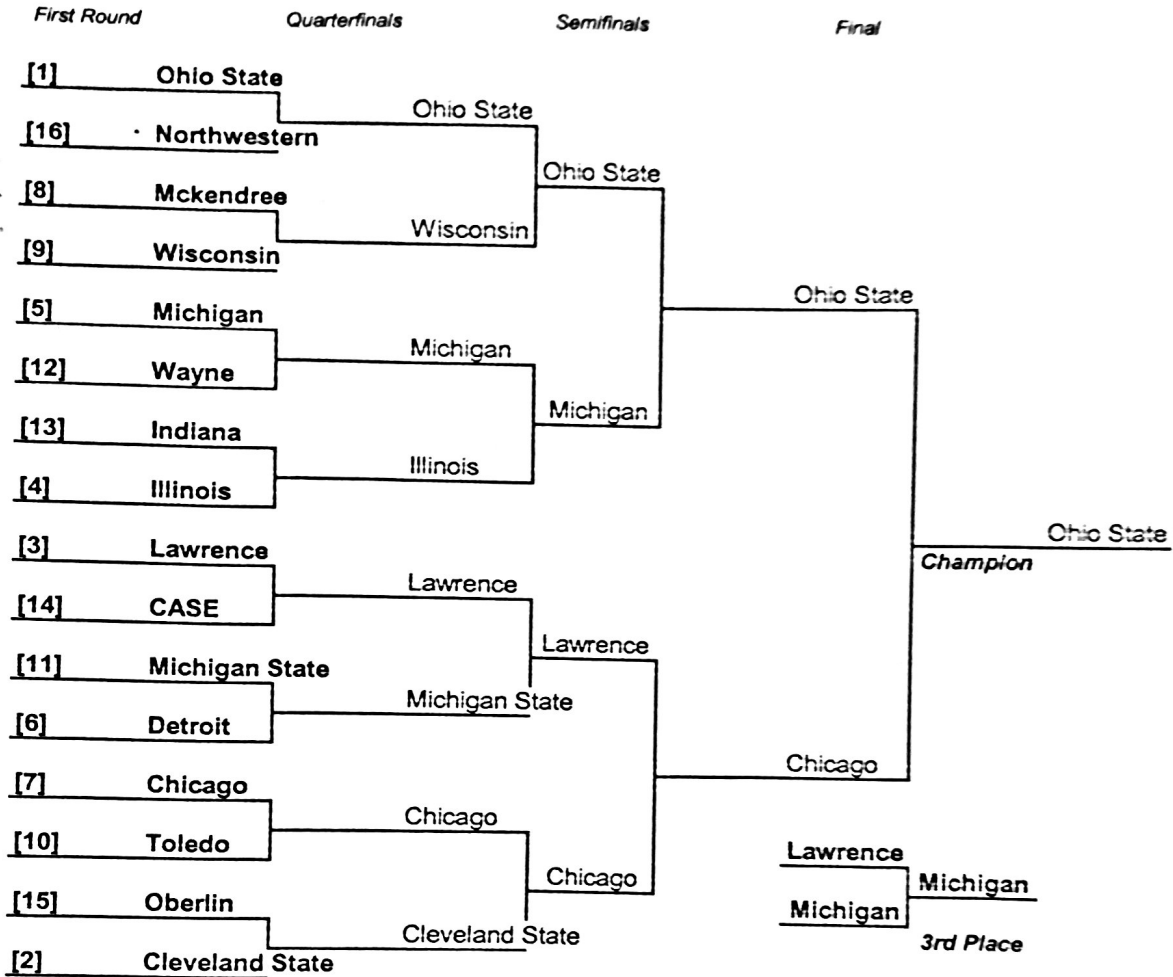 First Round Quarterfinals Semifinals Final
[1] Ohio State
Ohio State
[16] Northwestern
Ohio State
[8] Mckendree
Wisconsin
[9] Wisconsin
Ohio State
[5] Michigan
Michigan
[12] Wayne
Michigan
[13] Indiana
Illinois
[4] Illinois
Ohio State
Champion
[3] Lawrence
Lawrence
[14] CASE
Lawrence
[11] Michigan State
Michigan State
[6] Detroit
Chicago
[7] Chicago
Chicago
[10] Toledo
Chicago
[15] Oberlin
Cleveland State
[2] Cleveland State
Lawrence
Michigan
Michigan
3rd Place